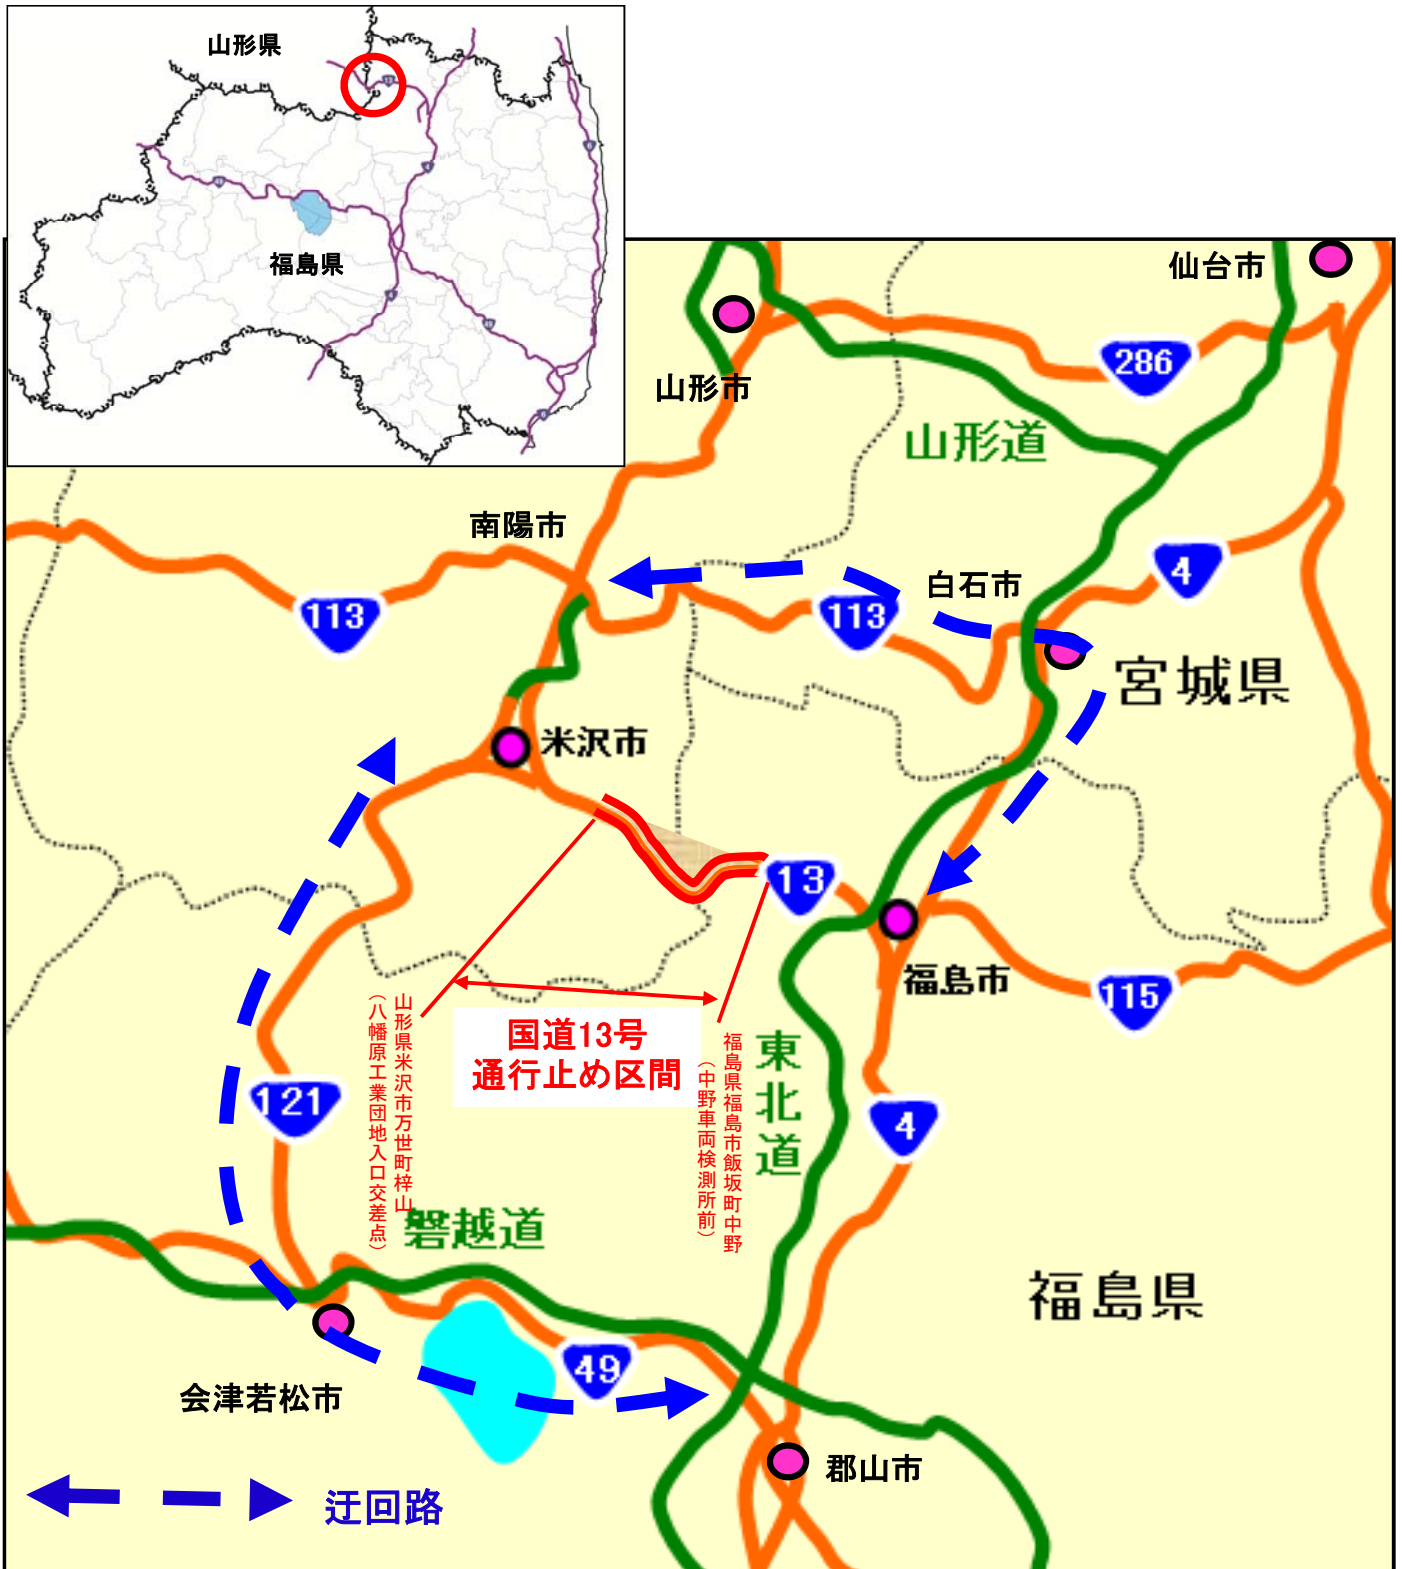 山形県
福島県
仙台市
山形市
286
山形道
南陽市
113
113
白石市
4
宮城県
米沢市
13
福島市
115
国道13号
通行止め区間
山形県米沢市万世町梓山
（八幡原工業団地入口交差点）
福島県福島市飯坂町中野
（中野車両検測所前）
東北道
121
4
磐越道
福島県
49
会津若松市
郡山市
迂回路